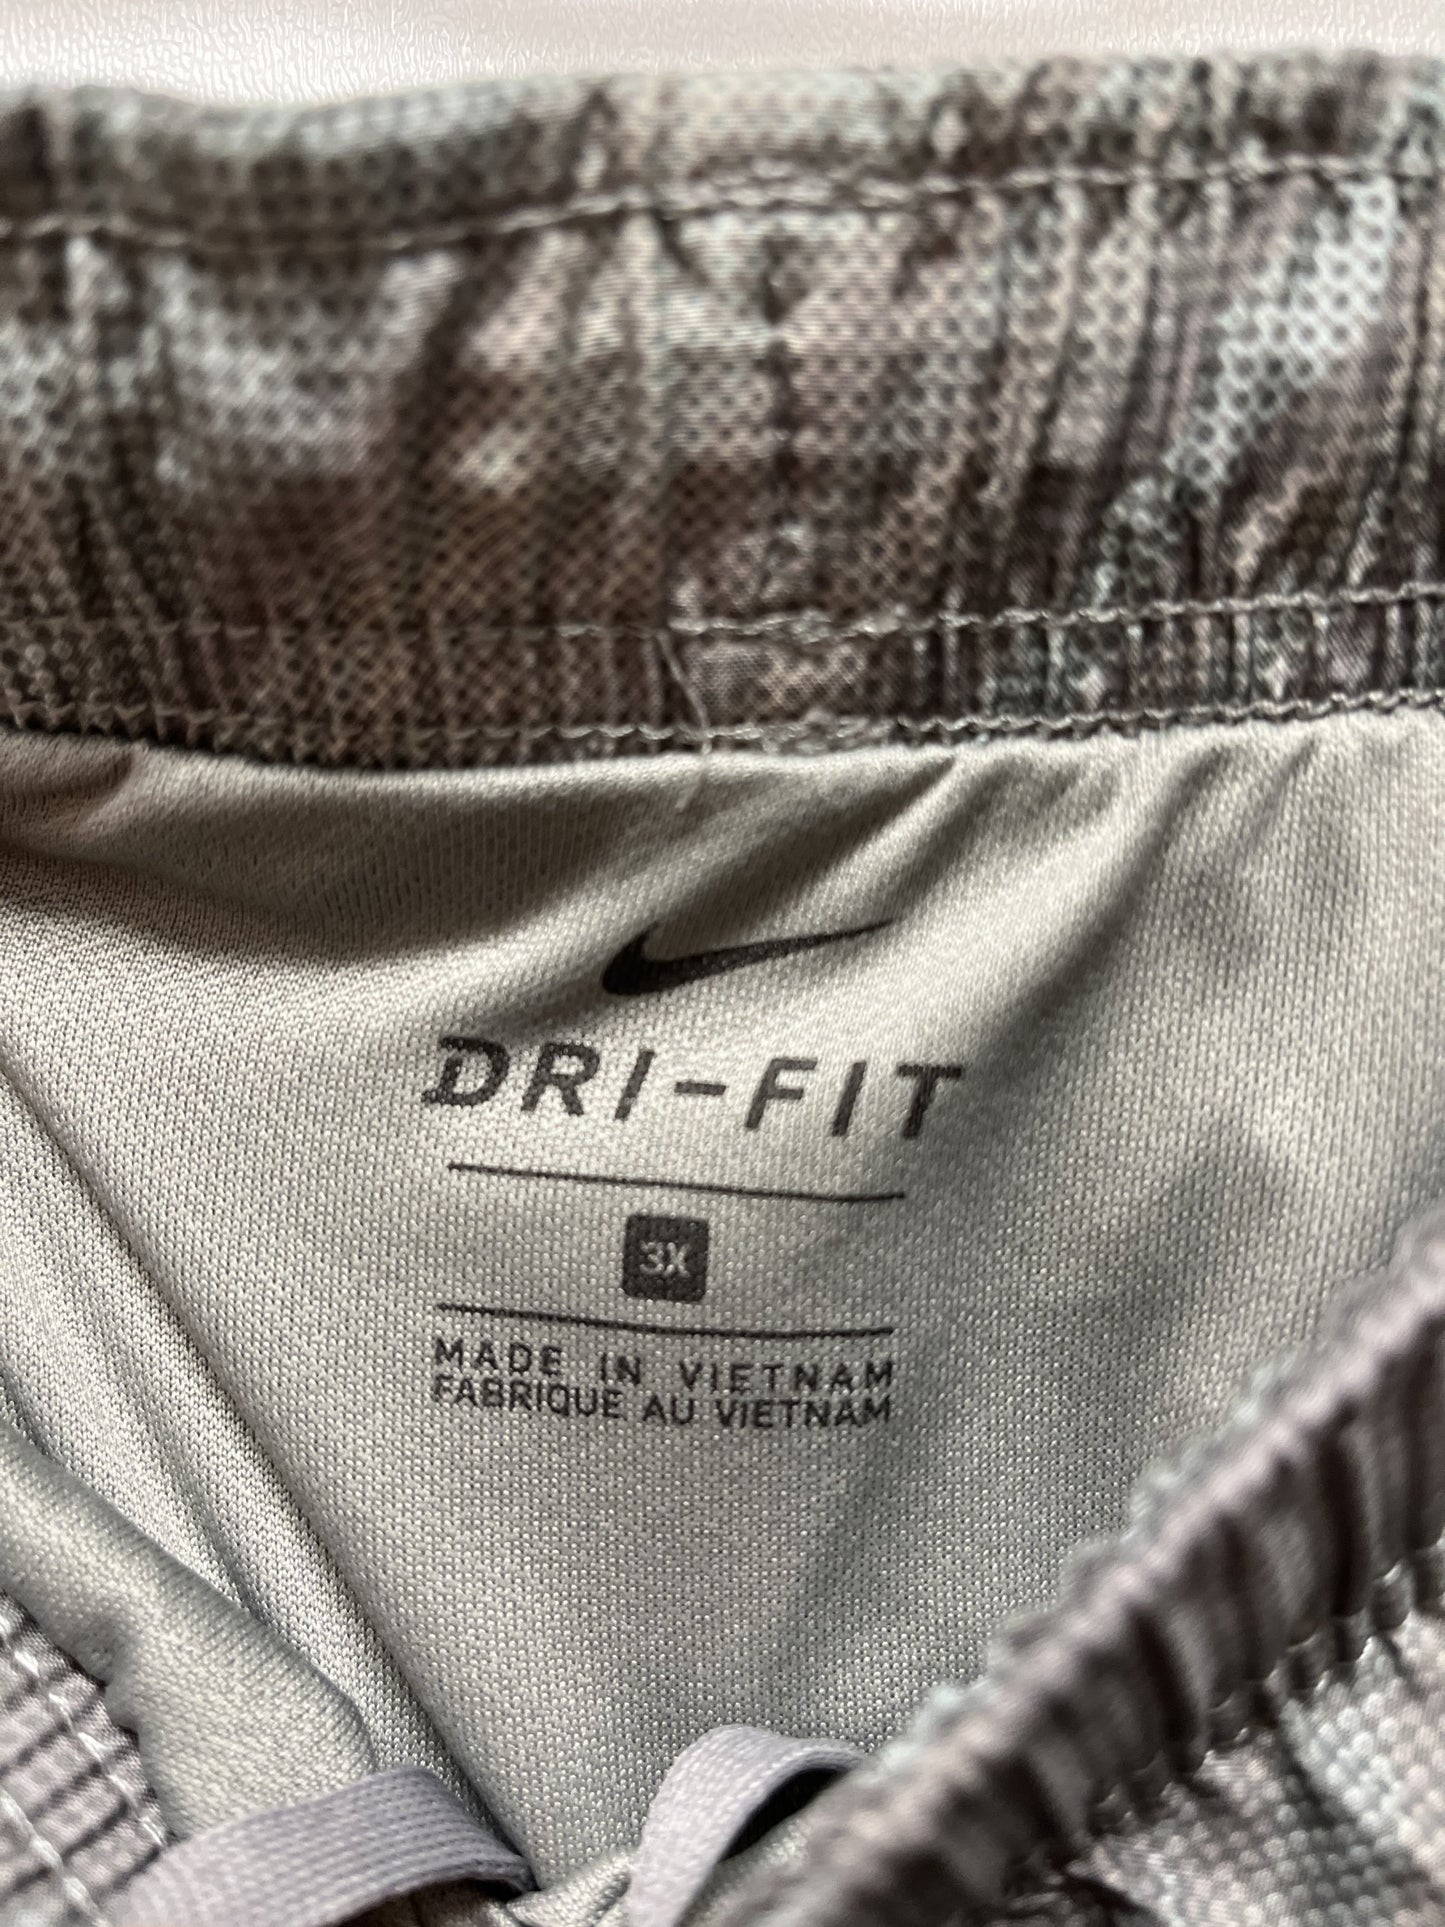 DRI-FIT
3X
MADE IN VIETNAM
FABRIQUE AU VIETNAM